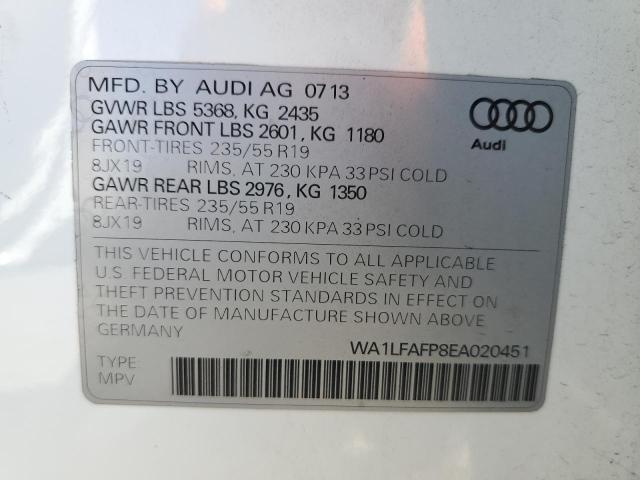 MFD. BY AUDI AG 07 13
GVWR LBS 5368, KG 2435
GAWR FRONT LBS 2601, KG 1180
FRONT-TIRES 235/55 R19
8JX19 RIMS, AT 230 KPA 33 PSI COLD
GAWR REAR LBS 2976, KG 1350
REAR-TIRES 235/55 R19
8JX19 RIMS, AT 230 KPA 33 PSI COLD
Audi
THIS VEHICLE CONFORMS TO ALL APPLICABLE
U.S. FEDERAL MOTOR VEHICLE SAFETY AND
THEFT PREVENTION STANDARDS IN EFFECT ON
THE DATE OF MANUFACTURE SHOWN ABOVE
GERMANY
WA1LFAFP8EA020451
TYPE
MPV